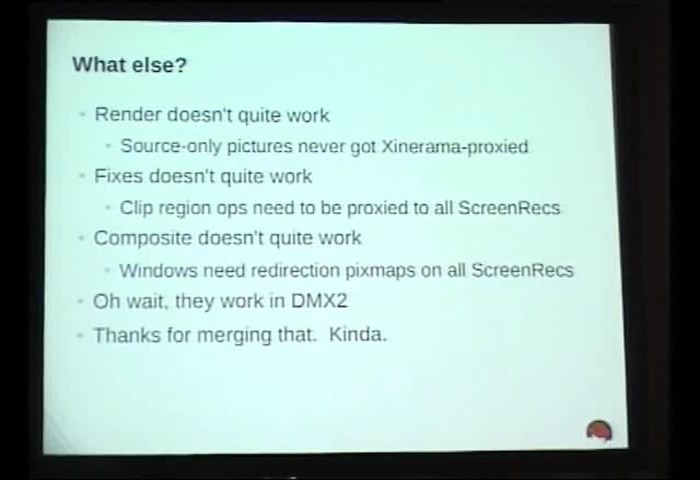 What else?
Render doesn't quite work
Source-only pictures never got Xinerama-proxied
Fixes doesn't quite work
Clip region ops need to be proxied to all ScreenRecs
Composite doesn't quite work
Windows need redirection pixmaps on all ScreenRecs
Oh wait, they work in DMX2
Thanks for merging that. Kinda.